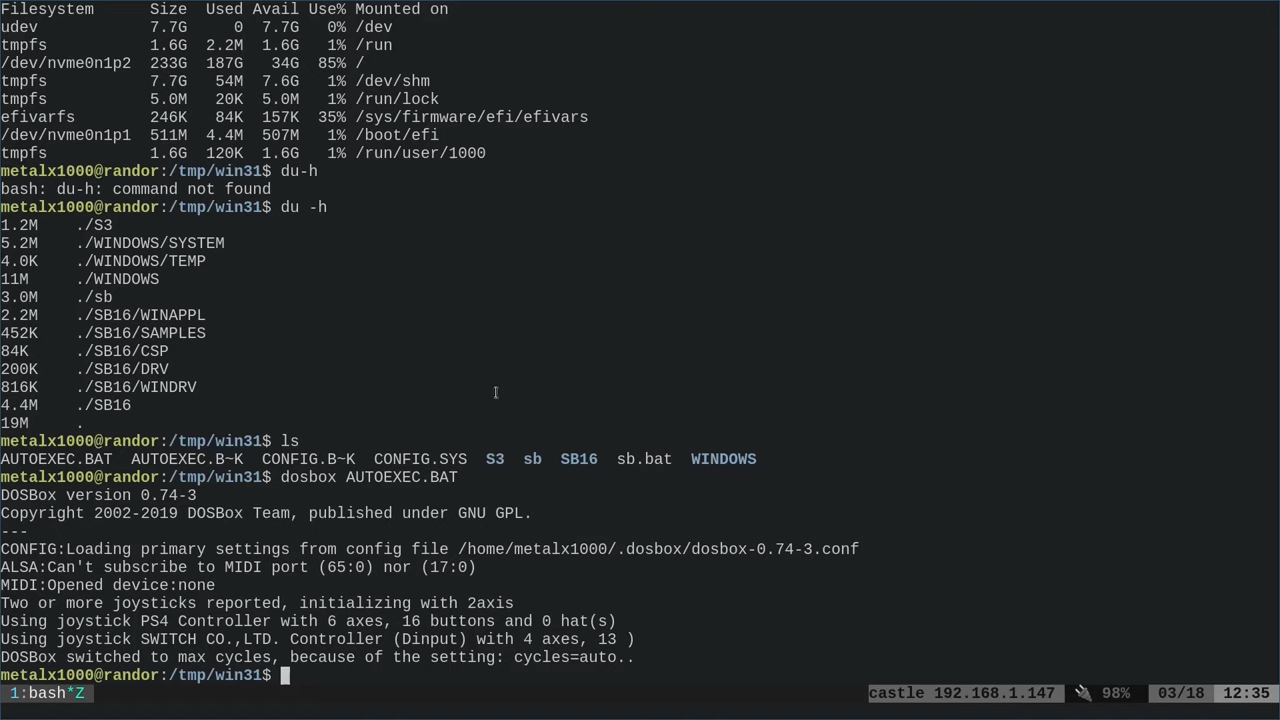 Filesystem      Size  Used Avail Use% Mounted on
udev            7.7G     0  7.7G   0% /dev
tmpfs           1.6G  2.2M  1.6G   1% /run
/dev/nvme0n1p2  233G  187G   34G  85% /
tmpfs           7.7G   54M  7.6G   1% /dev/shm
tmpfs           5.0M   20K  5.0M   1% /run/lock
efivarfs        246K   84K  157K  35% /sys/firmware/efi/efivars
/dev/nvme0n1p1  511M  4.4M  507M   1% /boot/efi
tmpfs           1.6G  120K  1.6G   1% /run/user/1000
metalx1000@randor:/tmp/win31$ du-h
bash: du-h: command not found
metalx1000@randor:/tmp/win31$ du -h
1.2M    ./S3
5.2M    ./WINDOWS/SYSTEM
4.0K    ./WINDOWS/TEMP
11M     ./WINDOWS
3.0M    ./sb
2.2M    ./SB16/WINAPPL
452K    ./SB16/SAMPLES
84K     ./SB16/CSP
200K    ./SB16/DRV
816K    ./SB16/WINDRV
4.4M    ./SB16
19M     .
metalx1000@randor:/tmp/win31$ ls
AUTOEXEC.BAT  AUTOEXEC.B~K  CONFIG.B~K  CONFIG.SYS  S3  sb  SB16  sb.bat  WINDOWS
metalx1000@randor:/tmp/win31$ dosbox AUTOEXEC.BAT
DOSBox version 0.74-3
Copyright 2002-2019 DOSBox Team, published under GNU GPL.
---
CONFIG:Loading primary settings from config file /home/metalx1000/.dosbox/dosbox-0.74-3.conf
ALSA:Can't subscribe to MIDI port (65:0) nor (17:0)
MIDI:Opened device:none
Two or more joysticks reported, initializing with 2axis
Using joystick PS4 Controller with 6 axes, 16 buttons and 0 hat(s)
Using joystick SWITCH CO.,LTD. Controller (Dinput) with 4 axes, 13 )
DOSBox switched to max cycles, because of the setting: cycles=auto..
metalx1000@randor:/tmp/win31$
1:bash*Z castle 192.168.1.147 98% 03/18 12:35